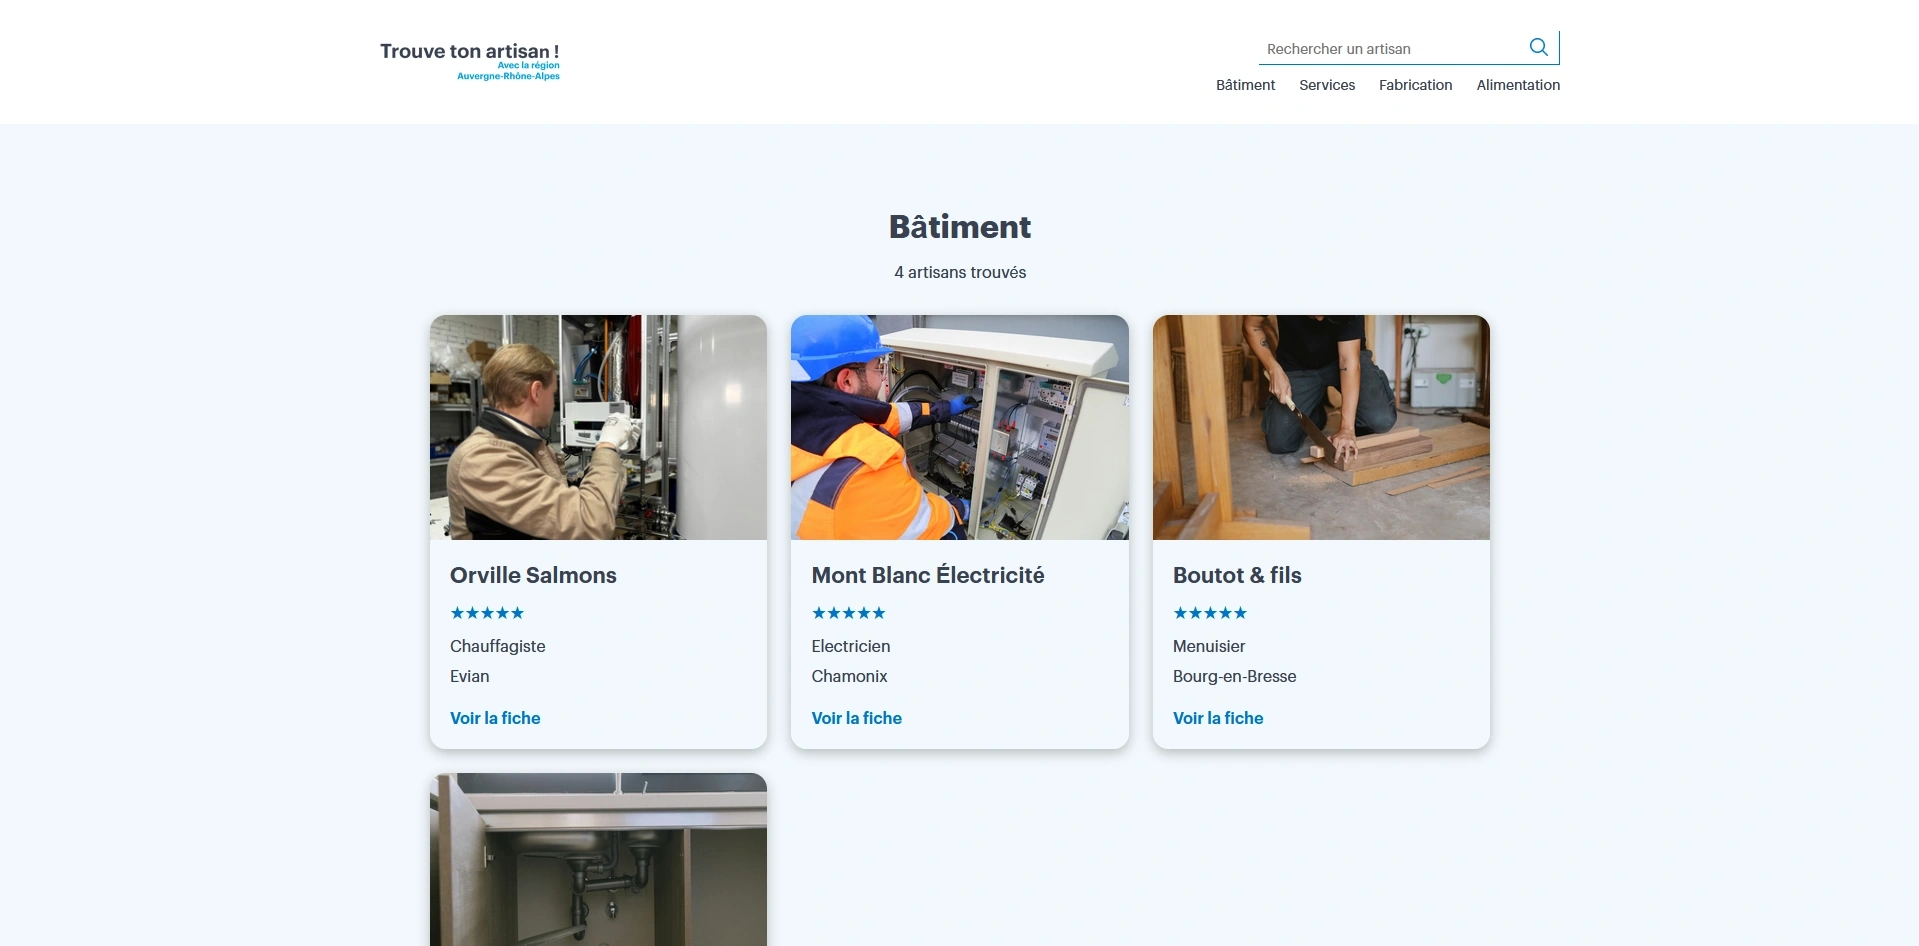 Trouve ton artisan !
Avec la région
Auvergne-Rhône-Alpes
Rechercher un artisan
Bâtiment Services Fabrication Alimentation
Bâtiment
4 artisans trouvés
Orville Salmons
★★★★★
Chauffagiste
Evian
Voir la fiche
Mont Blanc Électricité
★★★★★
Electricien
Chamonix
Voir la fiche
Boutot & fils
★★★★★
Menuisier
Bourg-en-Bresse
Voir la fiche